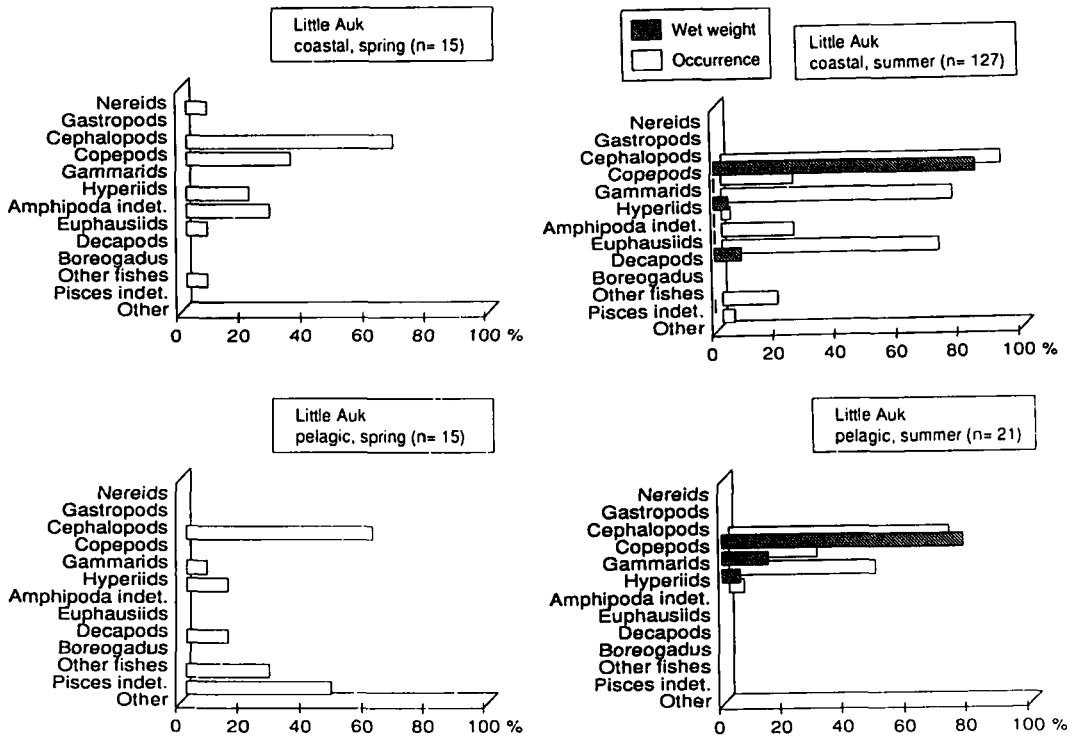 Little Auk
coastal, spring (n= 15)
Nereids
Gastropods
Cephalopods
Copepods
Gammarids
Hyperiids
Amphipoda indet.
Euphausiids
Decapods
Boreogadus
Other fishes
Pisces indet.
Other
0 20 40 60 80 100 %
Wet weight
Occurrence
Little Auk
coastal, summer (n= 127)
Nereids
Gastropods
Cephalopods
Copepods
Gammarids
Hyperiids
Amphipoda indet.
Euphausiids
Decapods
Boreogadus
Other fishes
Pisces indet.
Other
0 20 40 60 80 100 %
Little Auk
pelagic, spring (n= 15)
Nereids
Gastropods
Cephalopods
Copepods
Gammarids
Hyperiids
Amphipoda indet.
Euphausiids
Decapods
Boreogadus
Other fishes
Pisces indet.
Other
0 20 40 60 80 100 %
Little Auk
pelagic, summer (n= 21)
Nereids
Gastropods
Cephalopods
Copepods
Gammarids
Hyperiids
Amphipoda indet.
Euphausiids
Decapods
Boreogadus
Other fishes
Pisces indet.
Other
0 20 40 60 80 100 %